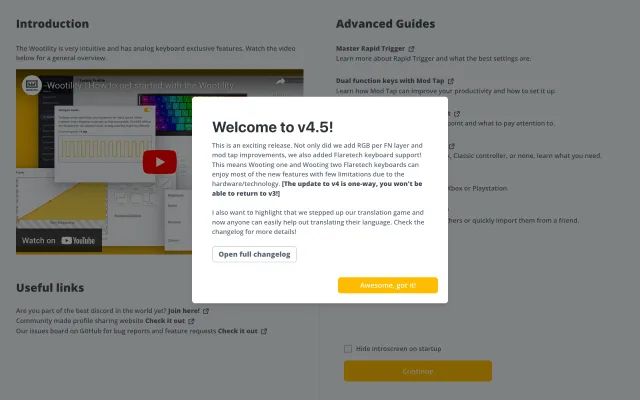 Introduction
The Wootility is very intuitive and has analog keyboard exclusive features. Watch the video
below for a general overview.
Wootility | How to get started with the Wootility
Watch on YouTube
Useful links
Are you part of the best discord in the world yet? Join here!
Community made profile sharing website Check it out
Our issues board on GitHub for bug reports and feature requests Check it out
Welcome to v4.5!
This is an exciting release. Not only did we add RGB per FN layer and
mod tap improvements, we also added Flaretech keyboard support!
This means Wooting one and Wooting two Flaretech keyboards can
enjoy most of the new features with few limitations due to the
hardware/technology. [The update to v4 is one-way, you won't be
able to return to v3!]
I also want to highlight that we stepped up our translation game and
now anyone can easily help out translating their language. Check the
changelog for more details!
Open full changelog
Awesome, got it!
Advanced Guides
Master Rapid Trigger
Learn more about Rapid Trigger and what the best settings are.
Dual function keys with Mod Tap
Learn how Mod Tap can improve your productivity and how to set it up.
point and what to pay attention to.
, Classic controller, or none, learn what you need.
Xbox or Playstation.
thers or quickly import them from a friend.
Hide introscreen on startup
Continue